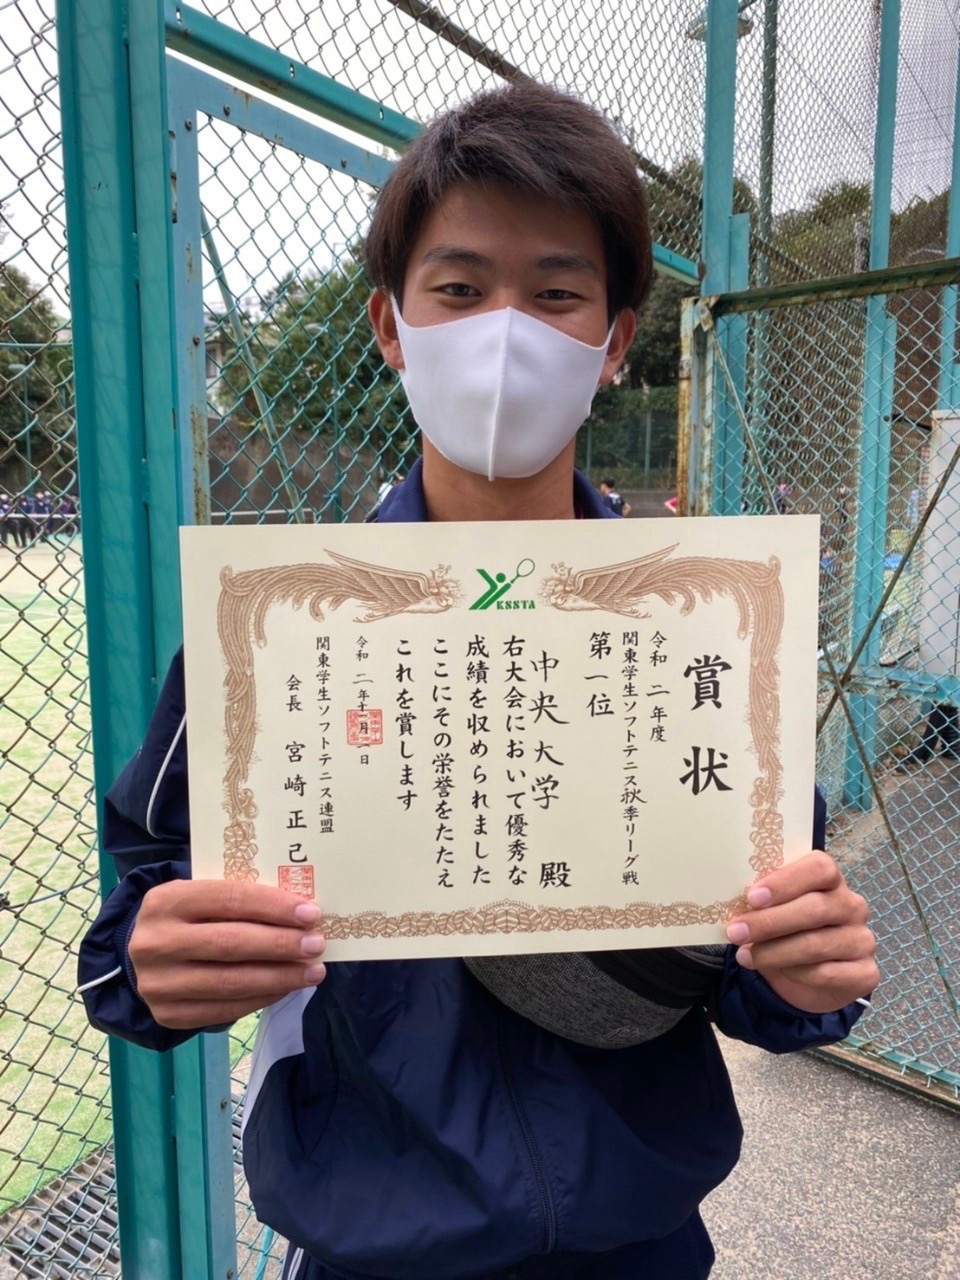 KSSTA
賞状
令和二年度
関東学生ソフトテニス秋季リーグ戦
第一位
中央大学 殿
右大会において優秀な
成績を収められました
ここにその栄誉をたたえ
これを賞します
令和二年十一月一日
関東学生ソフトテニス連盟
会長 宮崎正己